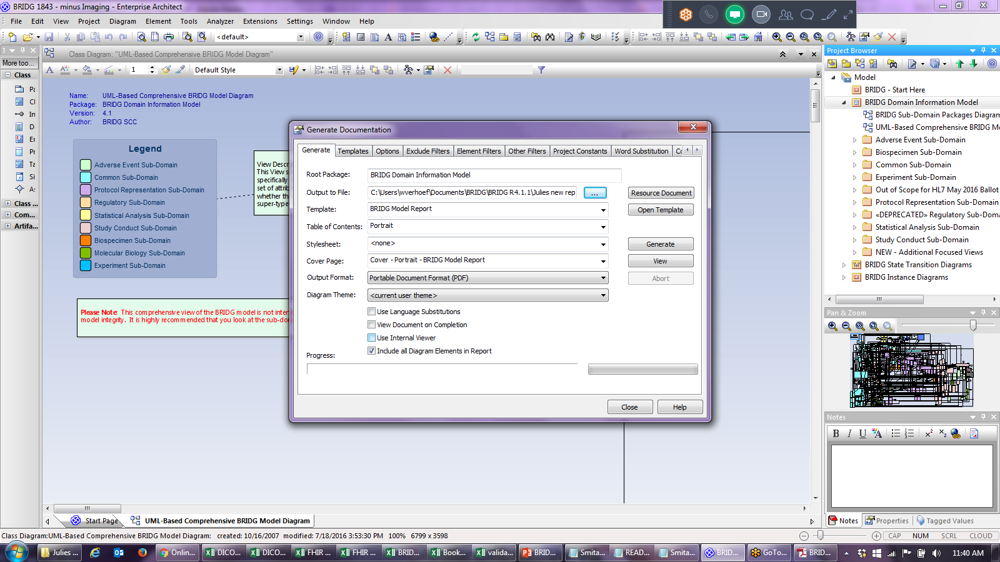 BRIDG 1843 - minus Imaging - Enterprise Architect
File Edit View Project Diagram Element Tools Analyzer Extensions Settings Window Help
<default>
More too...
Class
Class ...
Com...
Artifa...
Class Diagram: "UML-Based Comprehensive BRIDG Model Diagram"
1 Default Style
Name: UML-Based Comprehensive BRIDG Model Diagram
Package: BRIDG Domain Information Model
Version: 4.1
Author: BRIDG SCC
Legend
Adverse Event Sub-Domain
Common Sub-Domain
Protocol Representation Sub-Domain
Regulatory Sub-Domain
Statistical Analysis Sub-Domain
Study Conduct Sub-Domain
Biospecimen Sub-Domain
Molecular Biology Sub-Domain
Experiment Sub-Domain
View Descr
This View s
specifically
set of attrib
whether th
super-type
Please Note: This comprehensive view of the BRIDG model is not inten
model integrity. It is highly recommended that you look at the sub-do
Generate Documentation
Generate Templates Options Exclude Filters Element Filters Other Filters Project Constants Word Substitution
Root Package: BRIDG Domain Information Model
Output to File: C:\Users\wverhoef\Documents\BRIDG\BRIDG R4.1.1\Julies new rep ... Resource Document
Template: BRIDG Model Report Open Template
Table of Contents: Portrait
Stylesheet: <none> Generate
Cover Page: Cover - Portrait - BRIDG Model Report View
Output Format: Portable Document Format (PDF) Abort
Diagram Theme: <current user theme>
Use Language Substitutions
View Document on Completion
Use Internal Viewer
Include all Diagram Elements in Report
Progress:
Close Help
Project Browser
Model
BRIDG - Start Here
BRIDG Domain Information Model
BRIDG Sub-Domain Packages Diagram
UML-Based Comprehensive BRIDG Mo
Adverse Event Sub-Domain
Biospecimen Sub-Domain
Common Sub-Domain
Experiment Sub-Domain
Out of Scope for HL7 May 2016 Ballot
Protocol Representation Sub-Domain
«DEPRECATED» Regulatory Sub-Doma
Statistical Analysis Sub-Domain
Study Conduct Sub-Domain
NEW - Additional Focused Views
BRIDG State Transition Diagrams
BRIDG Instance Diagrams
Pan & Zoom
Notes
Notes Properties Tagged Values
Start Page UML-Based Comprehensive BRIDG Model Diagram
Class Diagram:UML-Based Comprehensive BRIDG Model Diagram: created: 10/16/2007 modified: 7/18/2016 3:53:30 PM 100% 6799 x 3598 CAP NUM SCRL CLOUD
Julies ... Onlin... DICO... DICO... FHIR ... FHIR ... BRID... Book... valida... BRID... Smita... READ... Smita... BRID... GoTo... BRID... 11:40 AM